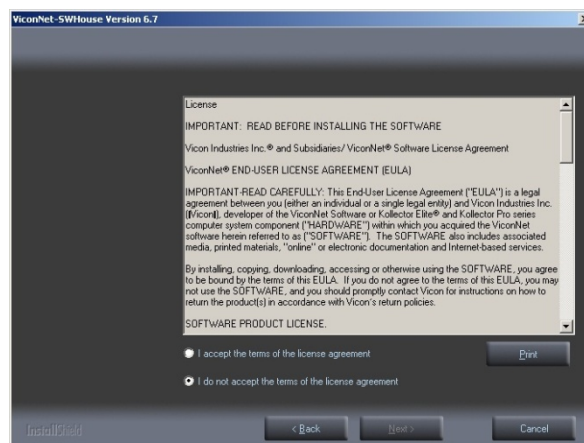 ViconNet-SWHouse Version 6.7
License
IMPORTANT: READ BEFORE INSTALLING THE SOFTWARE
Vicon Industries Inc.® and Subsidiaries/ ViconNet® Software License Agreement
ViconNet® END-USER LICENSE AGREEMENT (EULA)
IMPORTANT-READ CAREFULLY: This End-User License Agreement ("EULA") is a legal
agreement between you (either an individual or a single legal entity) and Vicon Industries Inc.
(‖Vicon‖), developer of the ViconNet Software or Kollector Elite® and Kollector Pro series
computer system component ("HARDWARE") within which you acquired the ViconNet
software herein referred to as ("SOFTWARE"). The SOFTWARE also includes associated
media, printed materials, "online" or electronic documentation and Internet-based services.
By installing, copying, downloading, accessing or otherwise using the SOFTWARE, you agree
to be bound by the terms of this EULA. If you do not agree to the terms of this EULA, you may
not use the SOFTWARE, and you should promptly contact Vicon for instructions on how to
return the product(s) in accordance with Vicon's return policies.
SOFTWARE PRODUCT LICENSE.
I accept the terms of the license agreement
Print
I do not accept the terms of the license agreement
InstallShield
< Back
Next >
Cancel